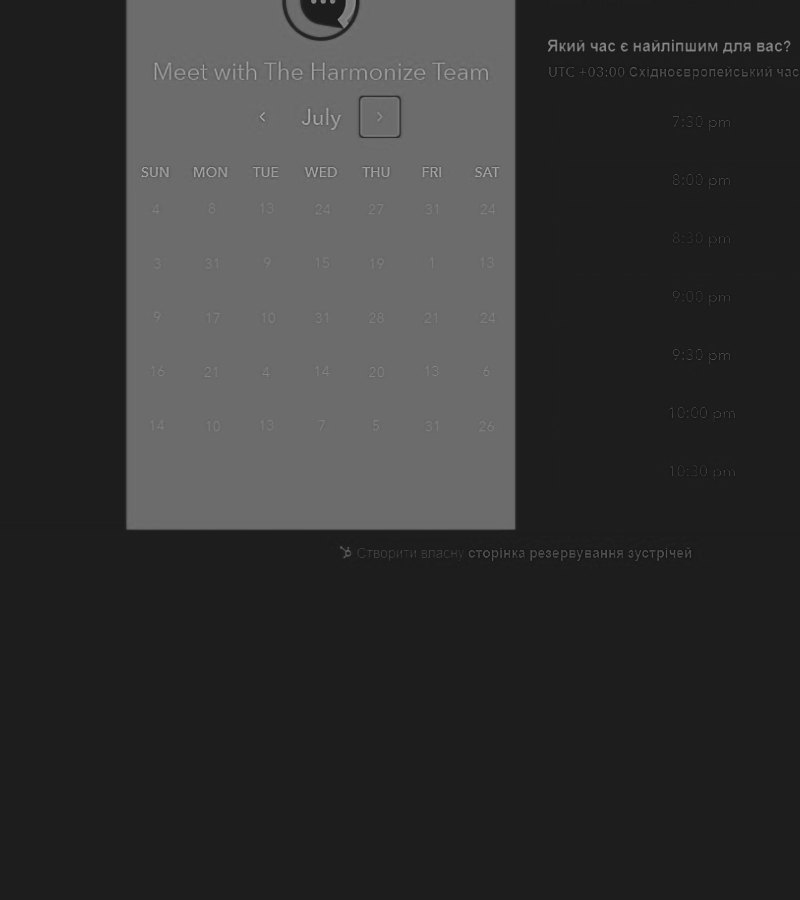 Meet with The Harmonize Team
July
SUN MON TUE WED THU FRI SAT
4 8 13 24 27 31 24
3 31 9 15 19 1 13
9 17 10 31 28 21 24
16 21 4 14 20 13 6
14 10 13 7 5 31 26
Який час є найліпшим для вас?
UTC +03:00 Східноєвропейський час
7:30 pm
8:00 pm
8:30 pm
9:00 pm
9:30 pm
10:00 pm
10:30 pm
Створити власну сторінка резервування зустрічей